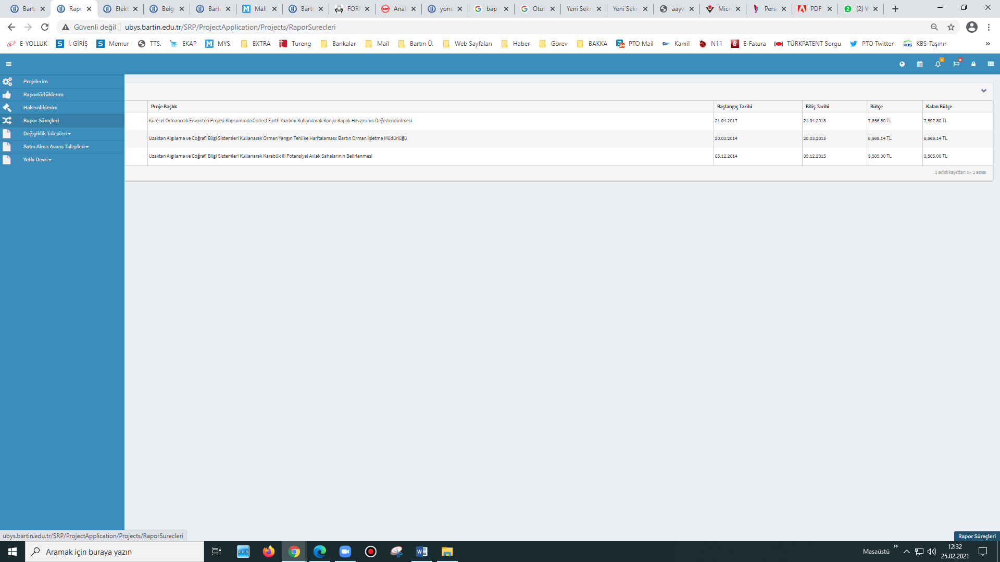 Bartı
Rapo
Elekt
Belg
Bartı
Mali
Bartı
FORI
Anal
yone
bap
Otur
Yeni Sekn
Yeni Sekn
aayv
Micr
Pers
PDF
(2) W
Güvenli değil
ubys.bartin.edu.tr/SRP/ProjectApplication/Projects/RaporSurecleri
E-YOLLUK
İ. GİRİŞ
Memur
TTS.
EKAP
MYS.
EXTRA
Tureng
Bankalar
Mail
Bartın Ü.
Web Sayfaları
Haber
Görev
BAKKA
PTO Mail
Kamil
N11
E-Fatura
TÜRKPATENT Sorgu
PTO Twitter
KBS-Taşınır
Projelerim
Raportörlüklerim
Hakemliklerim
Rapor Süreçleri
Değişiklik Talepleri
Satın Alma-Avans Talepleri
Yetki Devri
Proje Başlık Başlangıç Tarihi Bitiş Tarihi Bütçe Kalan Bütçe
Küresel Ormancılık Envanteri Projesi Kapsamında Collect Earth Yazılımı Kullanılarak Konya Kapalı Havzasının Değerlendirilmesi 21.04.2017 21.04.2018 7,856.80 TL 7,597.80 TL
Uzaktan Algılama ve Coğrafi Bilgi Sistemleri Kullanarak Orman Yangın Tehlike Haritalaması: Bartın Orman İşletme Müdürlüğü 20.03.2014 20.03.2015 6,868.14 TL 6,868.14 TL
Uzaktan Algılama ve Coğrafi Bilgi Sistemleri Kullanarak Karabük Ili Potansiyel Avlak Sahalarının Belirlenmesi 05.12.2014 05.12.2015 3,505.00 TL 3,505.00 TL
3 adet kayıttan 1 - 3 arası
ubys.bartin.edu.tr/SRP/ProjectApplication/Projects/RaporSurecleri
Rapor Süreçleri
Aramak için buraya yazın
Masaüstü
12:32
25.02.2021